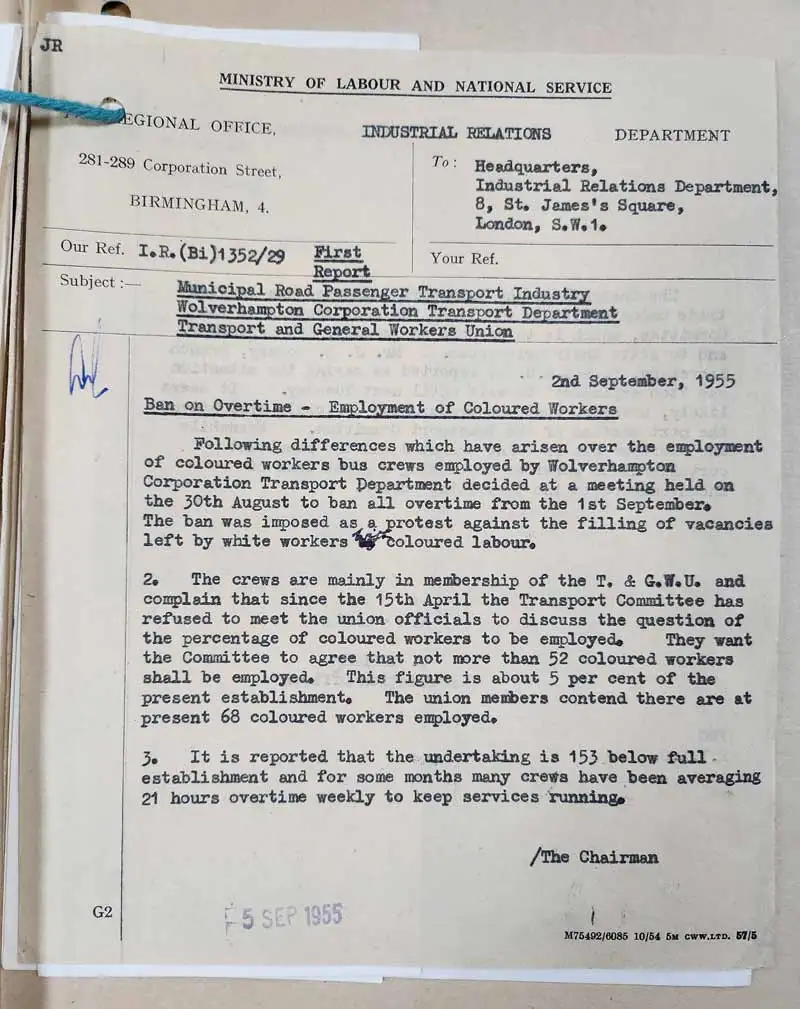 JR
MINISTRY OF LABOUR AND NATIONAL SERVICE
REGIONAL OFFICE,
281-289 Corporation Street,
BIRMINGHAM, 4.
INDUSTRIAL RELATIONS DEPARTMENT
To: Headquarters,
Industrial Relations Department,
8, St. James's Square,
London, S.W.1.
Our Ref. I.R.(Bi)1352/29 First
Report
Your Ref.
Subject :—
Municipal Road Passenger Transport Industry
Wolverhampton Corporation Transport Department
Transport and General Workers Union
2nd September, 1955
Ban on Overtime - Employment of Coloured Workers
Following differences which have arisen over the employment
of coloured workers bus crews employed by Wolverhampton
Corporation Transport Department decided at a meeting held on
the 30th August to ban all overtime from the 1st September.
The ban was imposed as a protest against the filling of vacancies
left by white workers coloured labour.
2. The crews are mainly in membership of the T. & G.W.U. and
complain that since the 15th April the Transport Committee has
refused to meet the union officials to discuss the question of
the percentage of coloured workers to be employed. They want
the Committee to agree that not more than 52 coloured workers
shall be employed. This figure is about 5 per cent of the
present establishment. The union members contend there are at
present 68 coloured workers employed.
3. It is reported that the undertaking is 153 below full
establishment and for some months many crews have been averaging
21 hours overtime weekly to keep services running.
/The Chairman
G2
5 SEP 1955
M75492/6085 10/54 5M CWW.LTD. 57/5